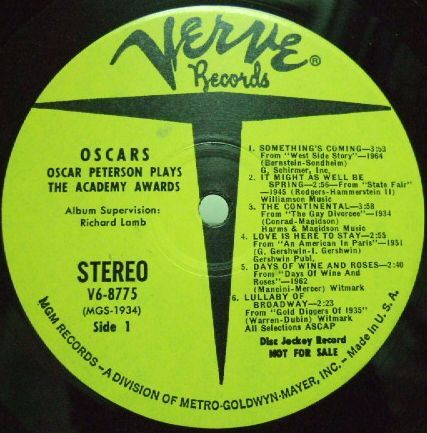 Verve
Records®
OSCARS
OSCAR PETERSON PLAYS
THE ACADEMY AWARDS
Album Supervision:
Richard Lamb
STEREO
V6-8775
(MGS-1934)
Side 1
1. SOMETHING'S COMING—3:53
From "West Side Story"—1964
(Bernstein-Sondheim)
G. Schirmer, Inc.
2. IT MIGHT AS WELL BE
SPRING—2:56—From "State Fair"
—1945 (Rodgers-Hammerstein II)
Williamson Music
3. THE CONTINENTAL—3:58
From "The Gay Divorcee"—1934
(Conrad-Magidson)
Harms & Magidson Music
4. LOVE IS HERE TO STAY—2:55
From "An American In Paris"—1951
(G. Gershwin-I. Gershwin)
Gershwin Publ.
5. DAYS OF WINE AND ROSES—2:40
From "Days Of Wine And
Roses"—1962
(Mancini-Mercer) Witmark
6. LULLABY OF
BROADWAY—2:23
From "Gold Diggers Of 1935"
(Warren-Dubin) Witmark
All Selections ASCAP
Disc Jockey Record
NOT FOR SALE
MGM RECORDS—A DIVISION OF METRO-GOLDWYN-MAYER, INC.—Made in U.S.A.